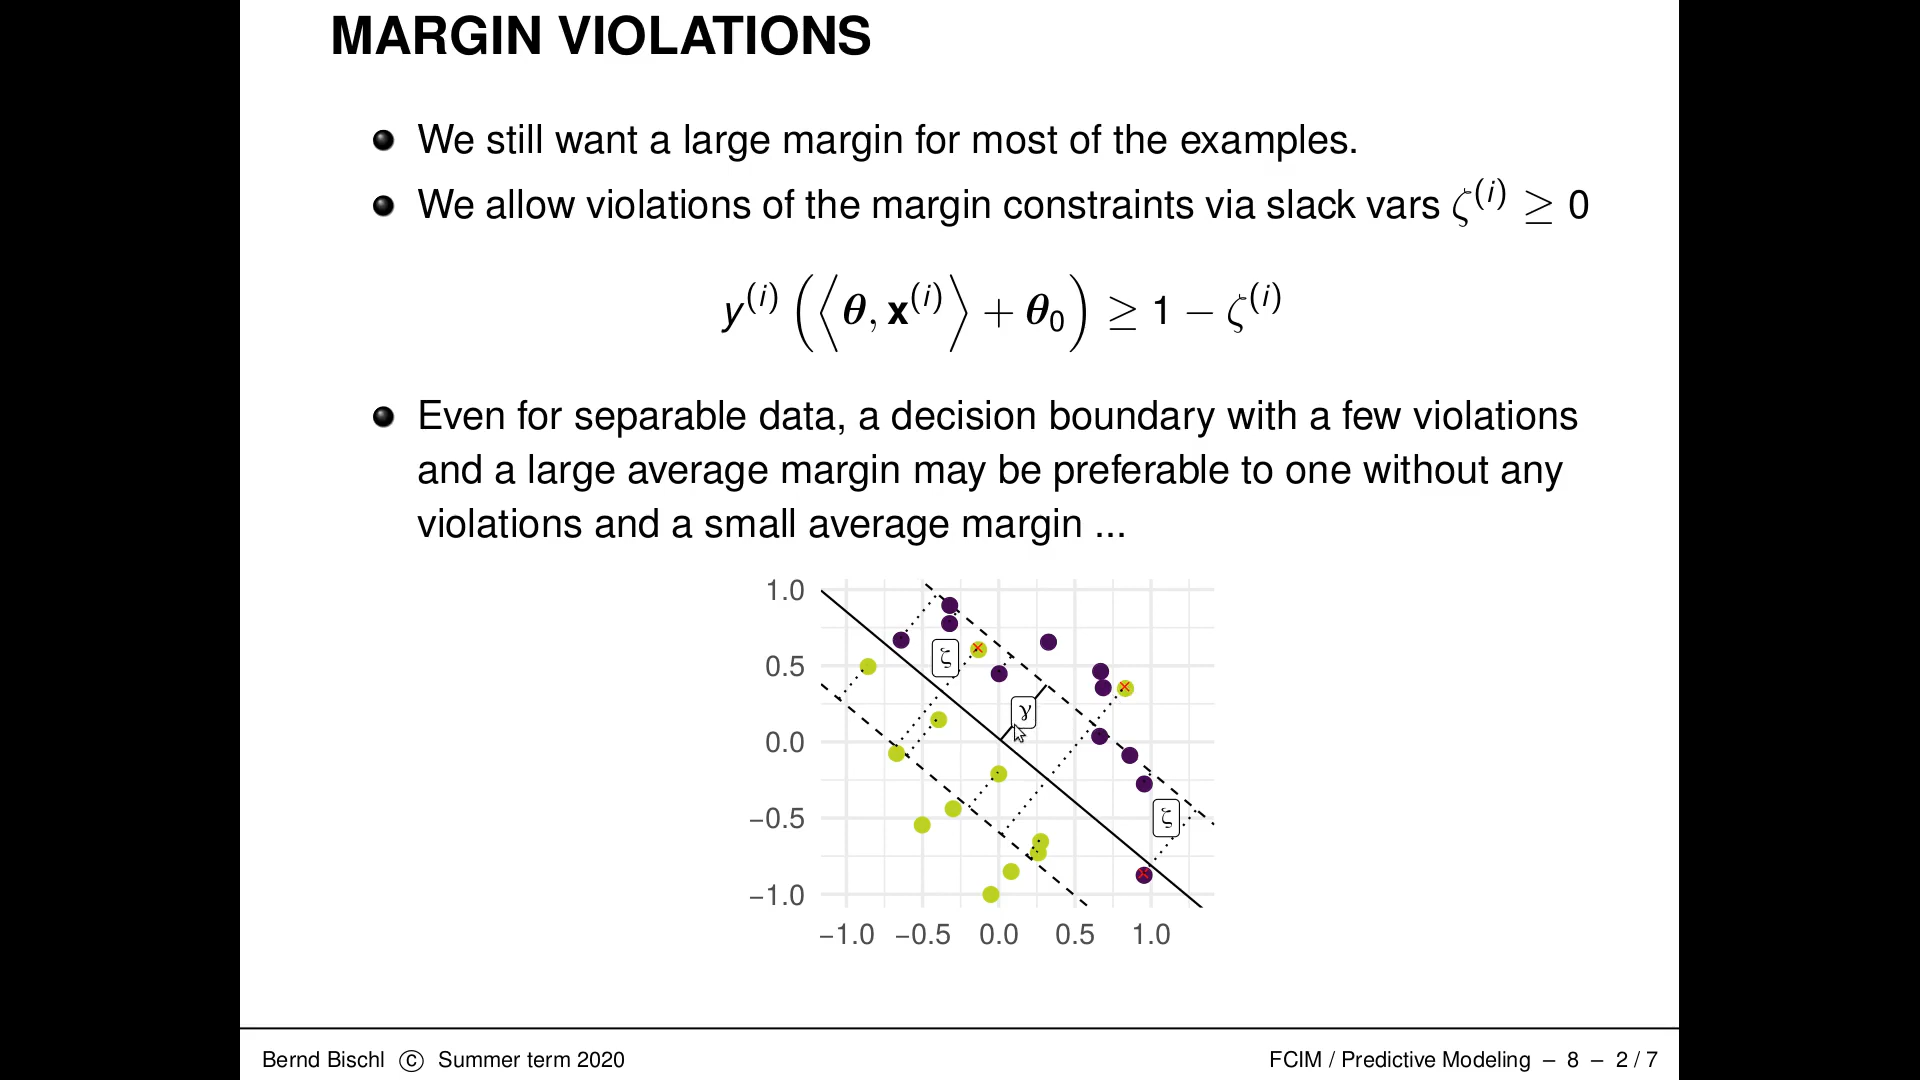 MARGIN VIOLATIONS
We still want a large margin for most of the examples.
We allow violations of the margin constraints via slack vars ζ^(i) ≥ 0
y^(i) (⟨θ, x^(i)⟩ + θ₀) ≥ 1 − ζ^(i)
Even for separable data, a decision boundary with a few violations
and a large average margin may be preferable to one without any
violations and a small average margin ...
1.0
0.5
0.0
−0.5
−1.0
ζ
γ
ζ
−1.0 −0.5 0.0 0.5 1.0
Bernd Bischl © Summer term 2020
FCIM / Predictive Modeling – 8 – 2 / 7